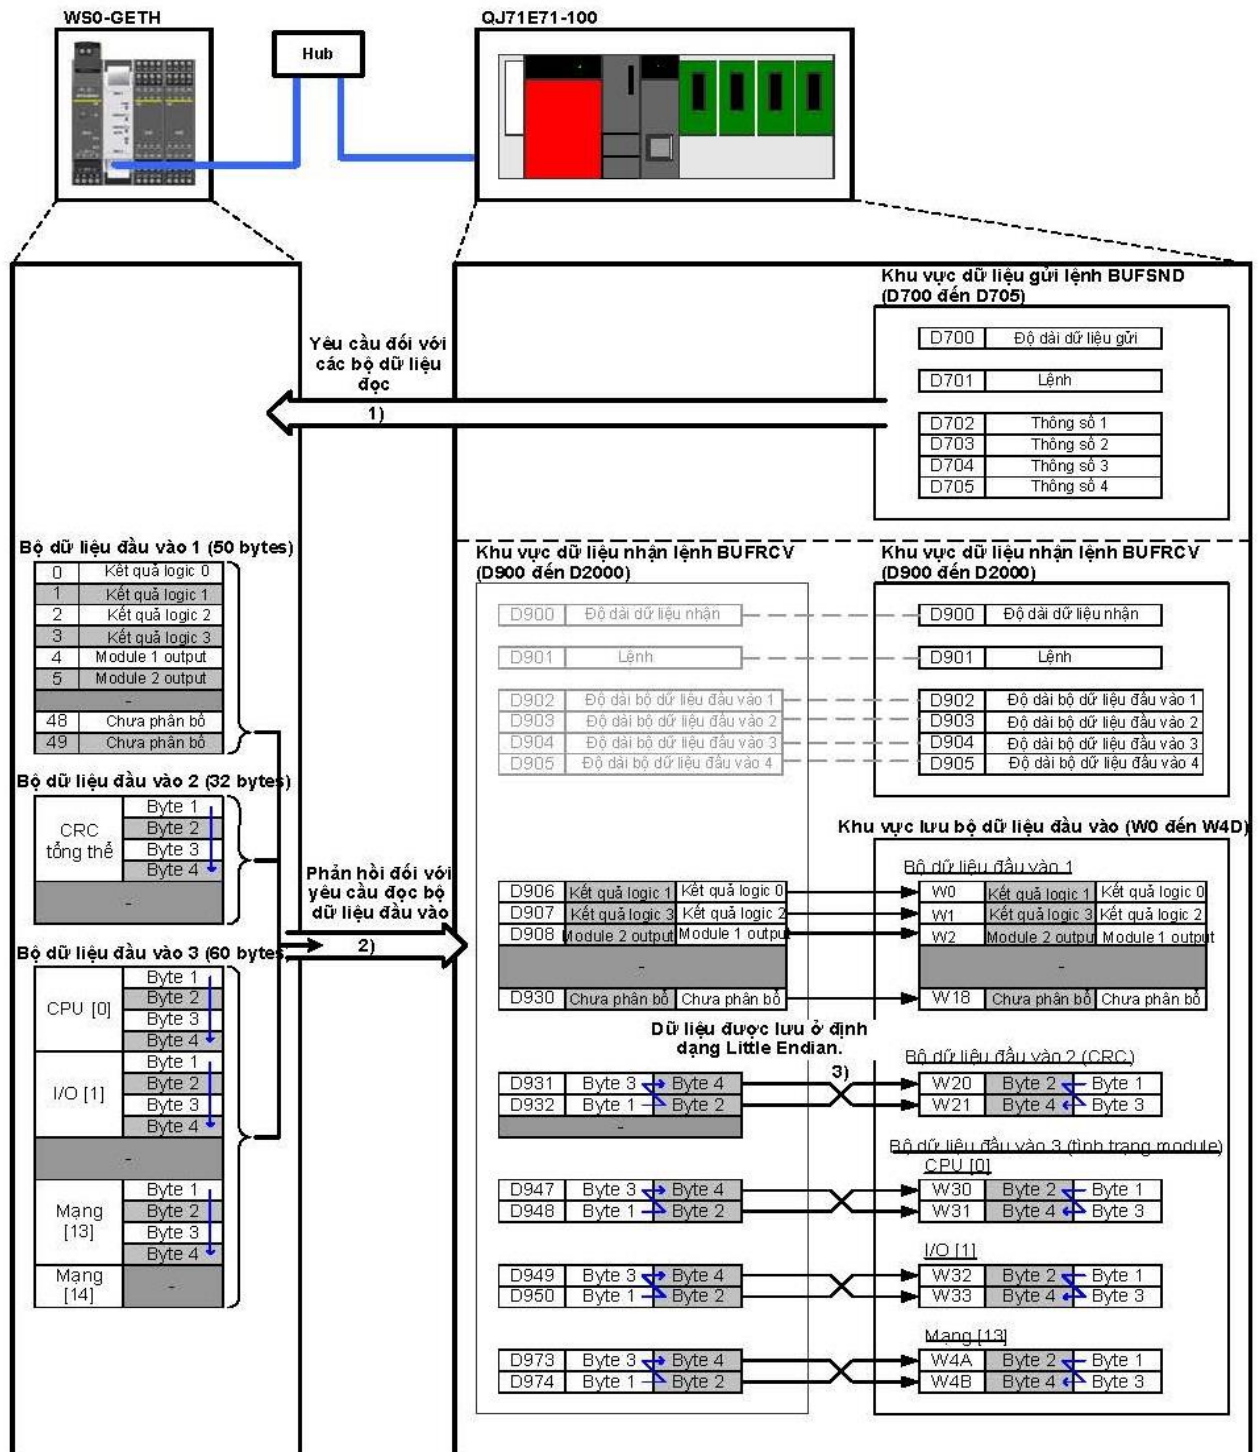 WS0-GETH
QJ71E71-100
Hub
Khu vực dữ liệu gửi lệnh BUFSND
(D700 đến D705)
D700 Độ dài dữ liệu gửi
D701 Lệnh
D702 Thông số 1
D703 Thông số 2
D704 Thông số 3
D705 Thông số 4
Yêu cầu đối với
các bộ dữ liệu
đọc
1)
Bộ dữ liệu đầu vào 1 (50 bytes)
0 Kết quả logic 0
1 Kết quả logic 1
2 Kết quả logic 2
3 Kết quả logic 3
4 Module 1 output
5 Module 2 output
-
48 Chưa phân bổ
49 Chưa phân bổ
Bộ dữ liệu đầu vào 2 (32 bytes)
CRC
tổng thể
Byte 1
Byte 2
Byte 3
Byte 4
-
Bộ dữ liệu đầu vào 3 (60 bytes
CPU [0]
Byte 1
Byte 2
Byte 3
Byte 4
I/O [1]
Byte 1
Byte 2
Byte 3
Byte 4
-
Mạng
[13]
Byte 1
Byte 2
Byte 3
Byte 4
Mạng
[14]
-
Phản hồi đối với
yêu cầu đọc bộ
dữ liệu đầu vào
2)
Khu vực dữ liệu nhận lệnh BUFRCV
(D900 đến D2000)
D900 Độ dài dữ liệu nhận
D901 Lệnh
D902 Độ dài bộ dữ liệu đầu vào 1
D903 Độ dài bộ dữ liệu đầu vào 2
D904 Độ dài bộ dữ liệu đầu vào 3
D905 Độ dài bộ dữ liệu đầu vào 4
D906 Kết quả logic 1 Kết quả logic 0
D907 Kết quả logic 3 Kết quả logic 2
D908 Module 2 output Module 1 output
-
D930 Chưa phân bổ Chưa phân bổ
Dữ liệu được lưu ở định
dạng Little Endian.
3)
D931 Byte 3 Byte 4
D932 Byte 1 Byte 2
-
D947 Byte 3 Byte 4
D948 Byte 1 Byte 2
D949 Byte 3 Byte 4
D950 Byte 1 Byte 2
D973 Byte 3 Byte 4
D974 Byte 1 Byte 2
Khu vực dữ liệu nhận lệnh BUFRCV
(D900 đến D2000)
D900 Độ dài dữ liệu nhận
D901 Lệnh
D902 Độ dài bộ dữ liệu đầu vào 1
D903 Độ dài bộ dữ liệu đầu vào 2
D904 Độ dài bộ dữ liệu đầu vào 3
D905 Độ dài bộ dữ liệu đầu vào 4
Khu vực lưu bộ dữ liệu đầu vào (W0 đến W4D)
Bộ dữ liệu đầu vào 1
W0 Kết quả logic 1 Kết quả logic 0
W1 Kết quả logic 3 Kết quả logic 2
W2 Module 2 output Module 1 output
-
W18 Chưa phân bổ Chưa phân bổ
Bộ dữ liệu đầu vào 2 (CRC)
W20 Byte 2 Byte 1
W21 Byte 4 Byte 3
Bộ dữ liệu đầu vào 3 (tình trạng module)
CPU [0]
W30 Byte 2 Byte 1
W31 Byte 4 Byte 3
I/O [1]
W32 Byte 2 Byte 1
W33 Byte 4 Byte 3
Mạng [13]
W4A Byte 2 Byte 1
W4B Byte 4 Byte 3